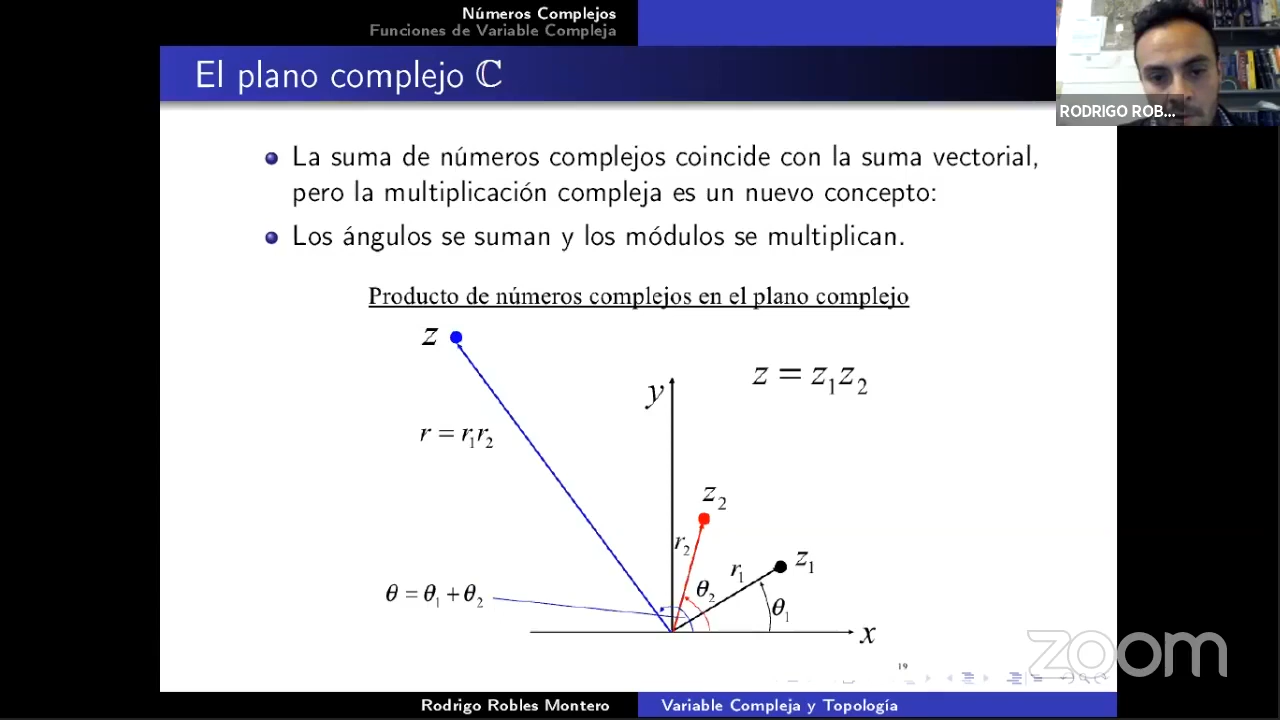 Números Complejos
Funciones de Variable Compleja
El plano complejo ℂ
RODRIGO ROB...
La suma de números complejos coincide con la suma vectorial,
pero la multiplicación compleja es un nuevo concepto:
Los ángulos se suman y los módulos se multiplican.
Producto de números complejos en el plano complejo
z
y
z = z₁z₂
r = r₁r₂
z₂
r₂
r₁
z₁
θ = θ₁ + θ₂
θ₂
θ₁
x
zoom
19
Rodrigo Robles Montero
Variable Compleja y Topología